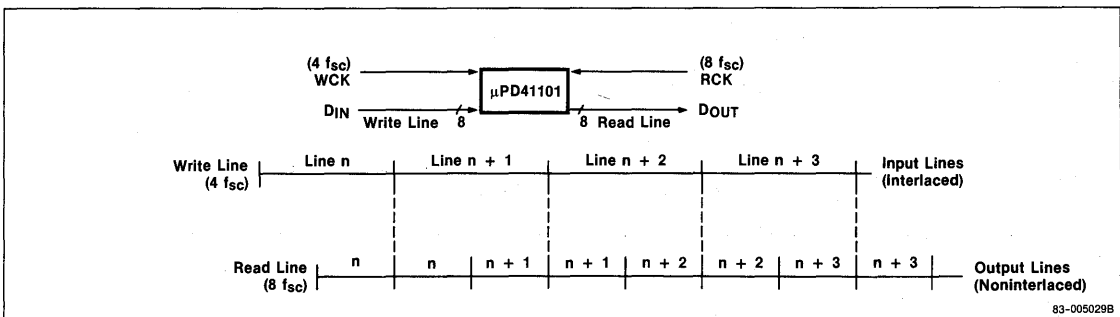 (4 fSC)
WCK
(8 fSC)
RCK
μPD41101
DIN
Write Line
8
8
Read Line
DOUT
Write Line
(4 fSC)
Line n
Line n + 1
Line n + 2
Line n + 3
Input Lines
(Interlaced)
Read Line
(8 fSC)
n
n
n + 1
n + 1
n + 2
n + 2
n + 3
n + 3
Output Lines
(Noninterlaced)
83-005029B